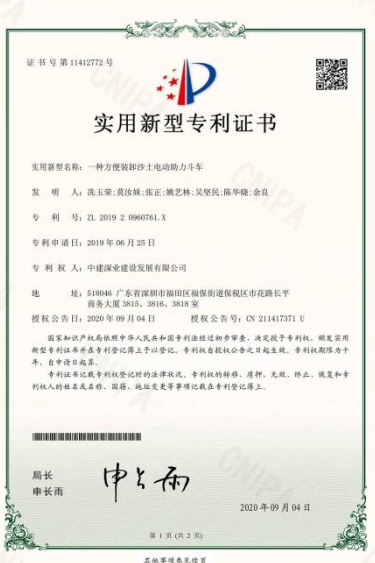 证书号第11412772号
实用新型专利证书
实用新型名称：一种方便装卸沙土电动助力斗车
发明人：冼玉荣;莫汝妹;张正;姚艺林;吴坚民;陈华晓;余良
专利号：ZL 2019 2 0960761.X
专利申请日：2019年06月25日
专利权人：中建深业建设发展有限公司
地址：518046 广东省深圳市福田区福保街道保税区市花路长平
商务大厦3815、3816、3818室
授权公告日：2020年09月04日 授权公告号：CN 211417371 U
国家知识产权局依照中华人民共和国专利法经过初步审查，决定授予专利权，颁发实用
新型专利证书并在专利登记簿上予以登记。专利权自授权公告之日起生效。专利权期限为十
年，自申请日起算。
专利证书记载专利权登记时的法律状况。专利权的转移、质押、无效、终止、恢复和专
利权人的姓名或名称、国籍、地址变更等事项记载在专利登记簿上。
局长
申长雨
申长雨
2020年09月04日
第1页(共2页)
其他事项参见续页
CNIPA
CNIPA
CNIPA